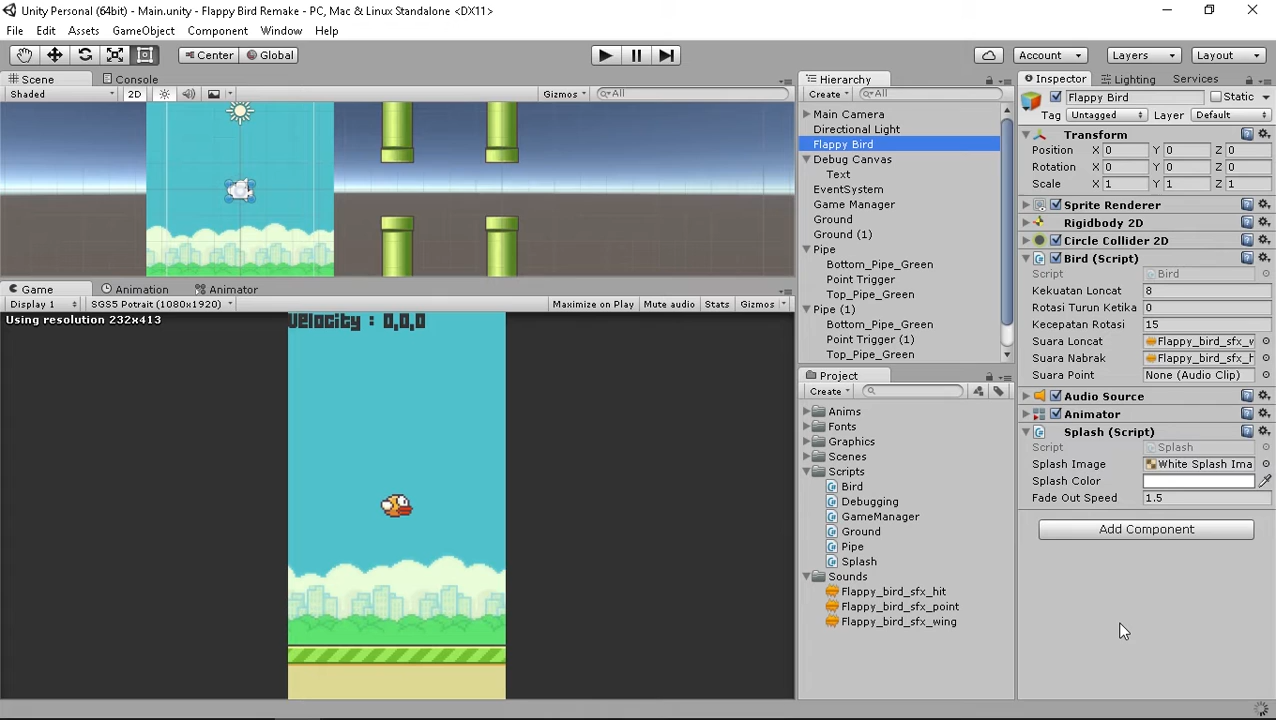 Unity Personal (64bit) - Main.unity - Flappy Bird Remake - PC, Mac & Linux Standalone <DX11>
File Edit Assets GameObject Component Window Help
Center Global Account Layers Layout
Scene Console
Shaded 2D Gizmos All
Game Animation Animator
Display 1 SGS5 Potrait (1080x1920) Maximize on Play Mute audio Stats Gizmos
Using resolution 232x413
Velocity : 0,0,0
Hierarchy
Create All
Main Camera
Directional Light
Flappy Bird
Debug Canvas
Text
EventSystem
Game Manager
Ground
Ground (1)
Pipe
Bottom_Pipe_Green
Point Trigger
Top_Pipe_Green
Pipe (1)
Bottom_Pipe_Green
Point Trigger (1)
Top_Pipe_Green
Project
Create
Anims
Fonts
Graphics
Scenes
Scripts
Bird
Debugging
GameManager
Ground
Pipe
Splash
Sounds
Flappy_bird_sfx_hit
Flappy_bird_sfx_point
Flappy_bird_sfx_wing
Inspector Lighting Services
Flappy Bird Static
Tag Untagged Layer Default
Transform
Position X 0 Y 0 Z 0
Rotation X 0 Y 0 Z 0
Scale X 1 Y 1 Z 1
Sprite Renderer
Rigidbody 2D
Circle Collider 2D
Bird (Script)
Script Bird
Kekuatan Loncat 8
Rotasi Turun Ketika 0
Kecepatan Rotasi 15
Suara Loncat Flappy_bird_sfx_w
Suara Nabrak Flappy_bird_sfx_h
Suara Point None (Audio Clip)
Audio Source
Animator
Splash (Script)
Script Splash
Splash Image White Splash Ima
Splash Color
Fade Out Speed 1.5
Add Component